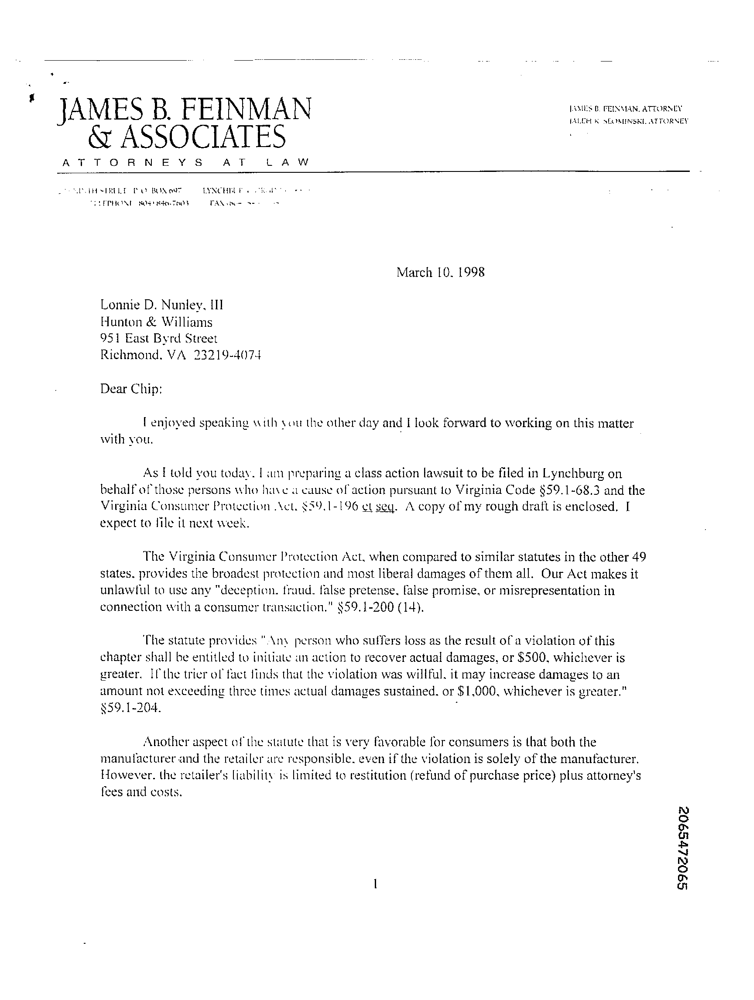 JAMES B. FEINMAN
& ASSOCIATES
ATTORNEYS AT LAW
JAMES B. FEINMAN, ATTORNEY
ATTORNEY
STREET P. O. BOX 697
TELEPHONE 804/846-7603 FAX
March 10, 1998
Lonnie D. Nunley, III
Hunton & Williams
951 East Byrd Street
Richmond, VA 23219-4074
Dear Chip:
I enjoyed speaking with you the other day and I look forward to working on this matter
with you.
As I told you today, I am preparing a class action lawsuit to be filed in Lynchburg on
behalf of those persons who have a cause of action pursuant to Virginia Code §59.1-68.3 and the
Virginia Consumer Protection Act, §59.1-196 et seq. A copy of my rough draft is enclosed. I
expect to file it next week.
The Virginia Consumer Protection Act, when compared to similar statutes in the other 49
states, provides the broadest protection and most liberal damages of them all. Our Act makes it
unlawful to use any "deception, fraud, false pretense, false promise, or misrepresentation in
connection with a consumer transaction." §59.1-200 (14).
The statute provides "Any person who suffers loss as the result of a violation of this
chapter shall be entitled to initiate an action to recover actual damages, or $500, whichever is
greater. If the trier of fact finds that the violation was willful, it may increase damages to an
amount not exceeding three times actual damages sustained, or $1,000, whichever is greater."
§59.1-204.
Another aspect of the statute that is very favorable for consumers is that both the
manufacturer and the retailer are responsible, even if the violation is solely of the manufacturer.
However, the retailer's liability is limited to restitution (refund of purchase price) plus attorney's
fees and costs.
2065472065
1